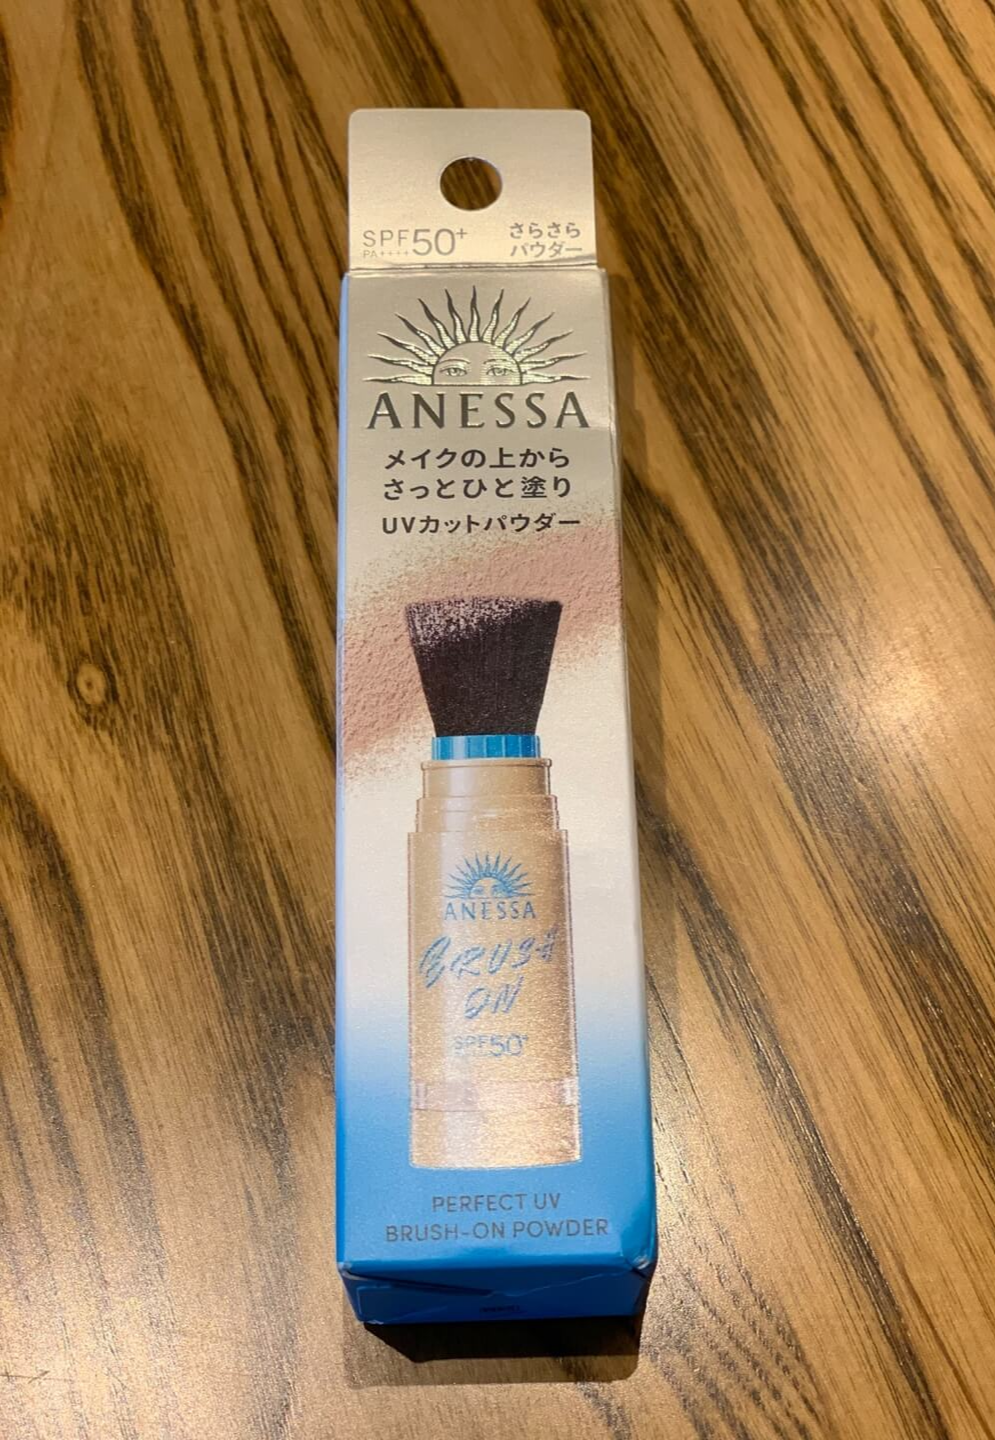 SPF50+ さらさら
PA++++ パウダー
ANESSA
メイクの上から
さっとひと塗り
UVカットパウダー
ANESSA
BRUSH
ON
SPF50+
PERFECT UV
BRUSH-ON POWDER